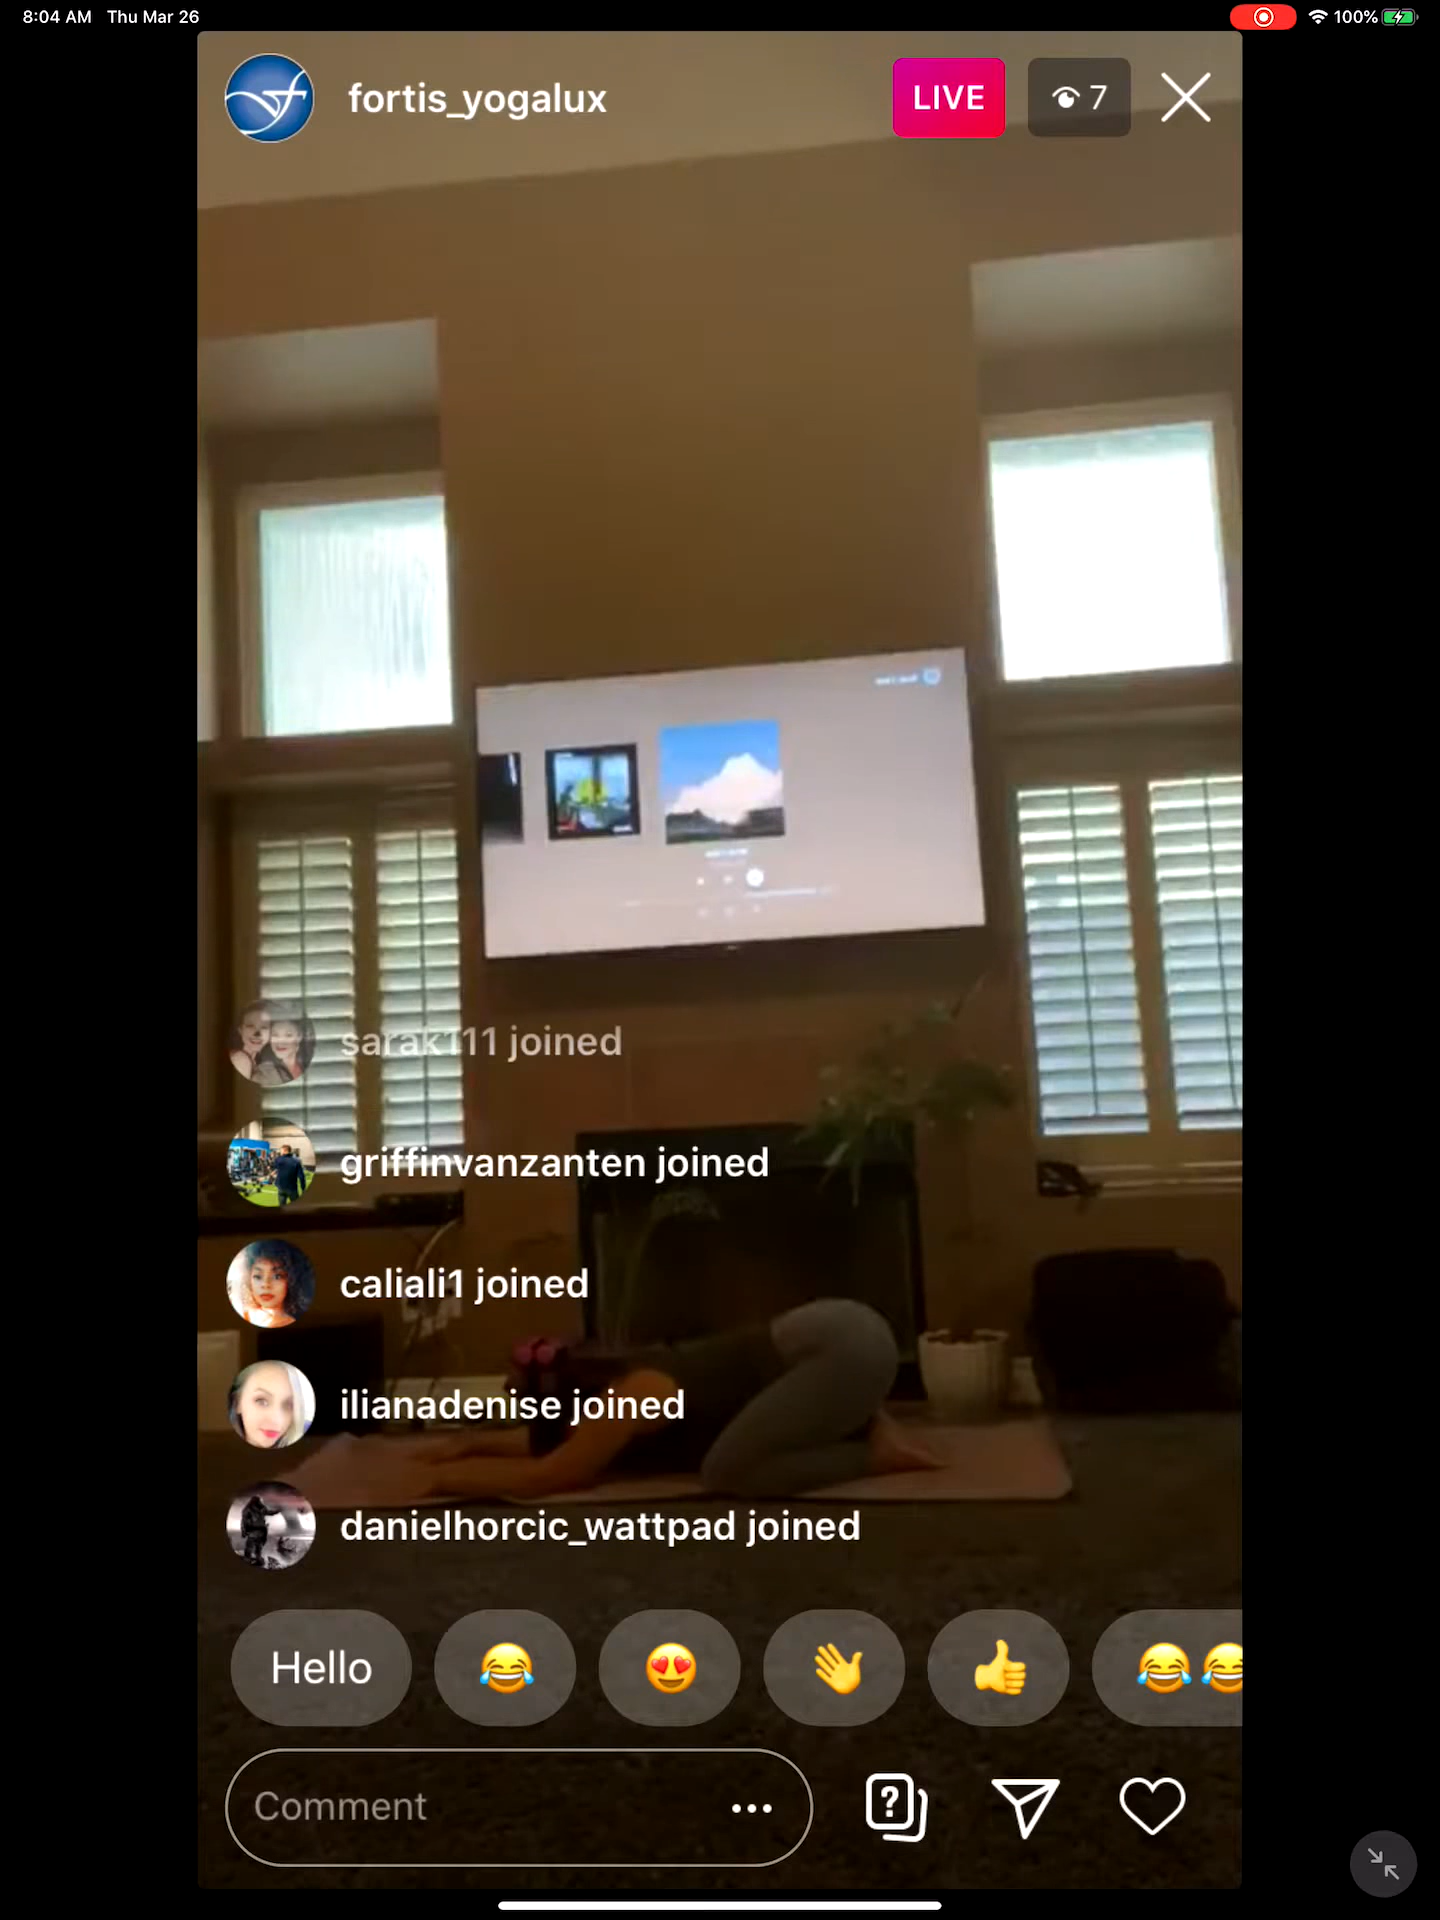 8:04 AM Thu Mar 26
100%
fortis_yogalux
LIVE
7
sarak111 joined
griffinvanzanten joined
caliali1 joined
ilianadenise joined
danielhorcic_wattpad joined
Hello
Comment